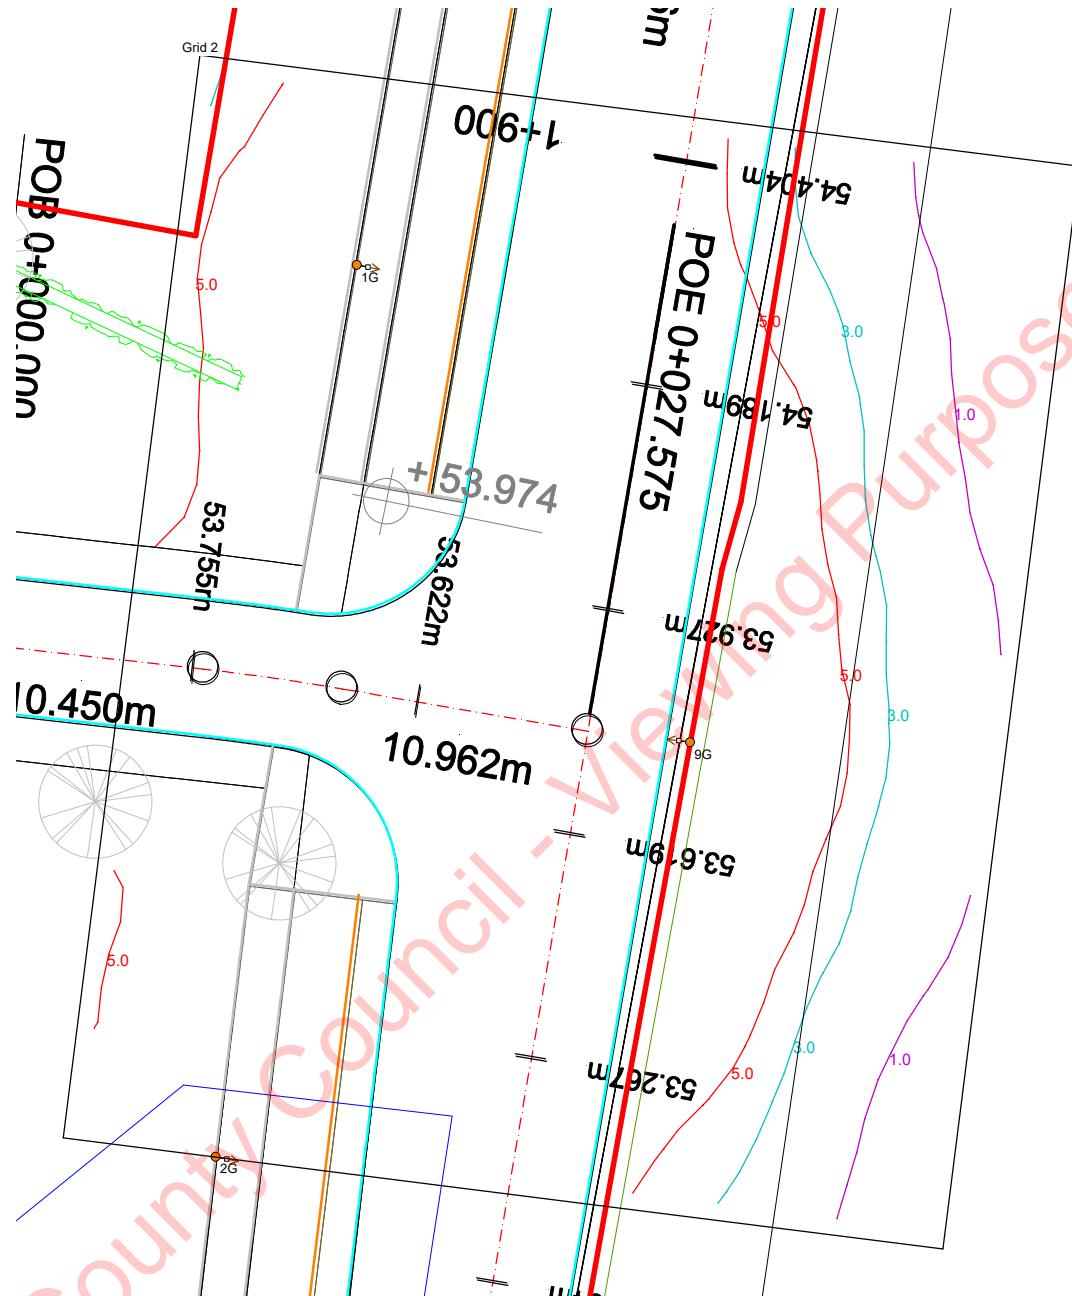 Grid 2
1+900
54.404m
POB 0+000.000
POE 0+027.575
1G
5.0
5.0
3.0
54.189m
1.0
+ 53.974
53.755m
53.622m
53.927m
5.0
3.0
10.450m
10.962m
9G
53.619m
5.0
3.0
1.0
5.0
53.267m
2G
County Council - Viewing Purpose